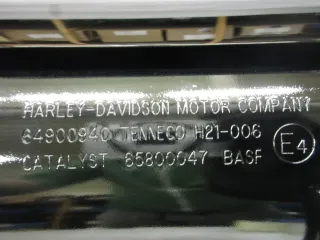 HARLEY-DAVIDSON MOTOR COMPANY
64900940 TENNECO H21-006
CATALYST 65800047 BASF
E4